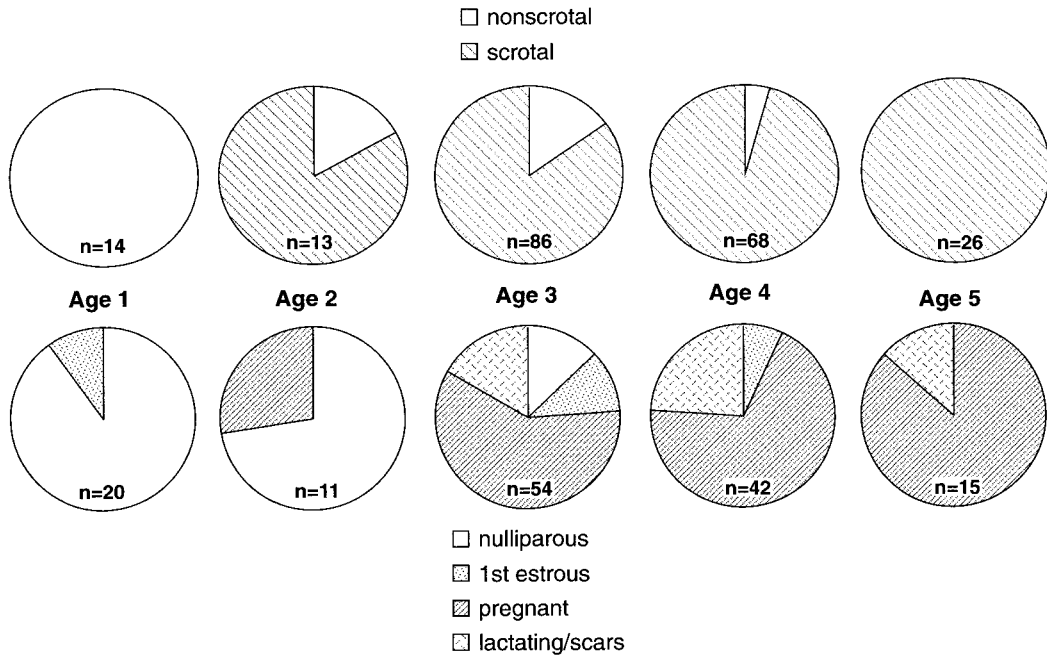 nonscrotal
scrotal
n=14 n=13 n=86 n=68 n=26
Age 1 Age 2 Age 3 Age 4 Age 5
n=20 n=11 n=54 n=42 n=15
nulliparous
1st estrous
pregnant
lactating/scars